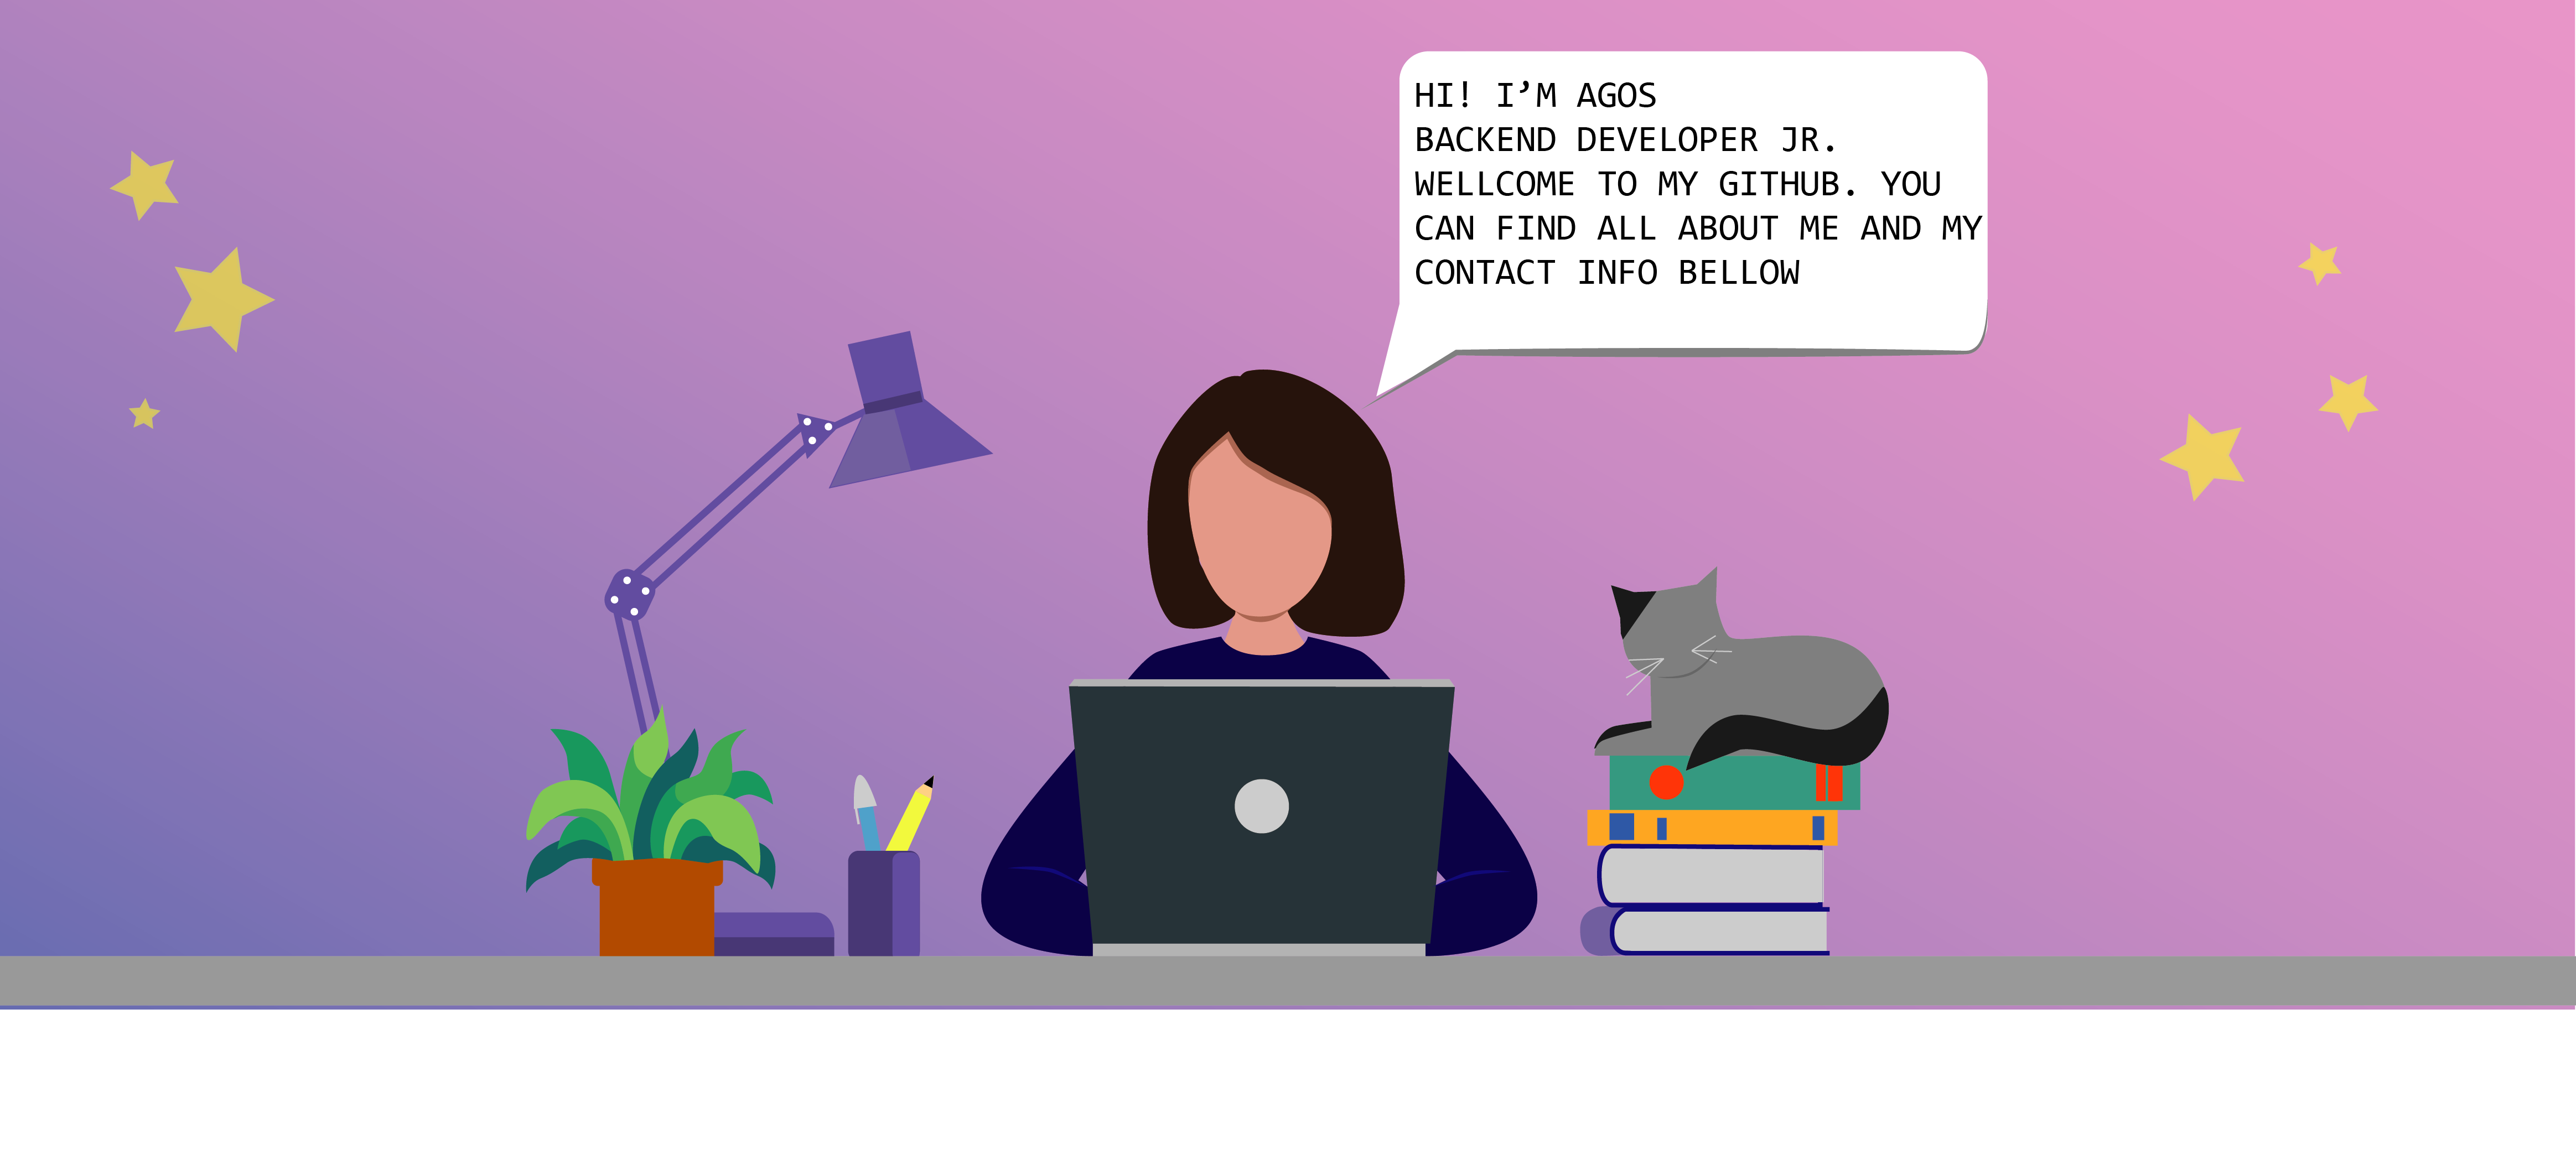 HI! I’M AGOS
BACKEND DEVELOPER JR.
WELLCOME TO MY GITHUB. YOU
CAN FIND ALL ABOUT ME AND MY
CONTACT INFO BELLOW